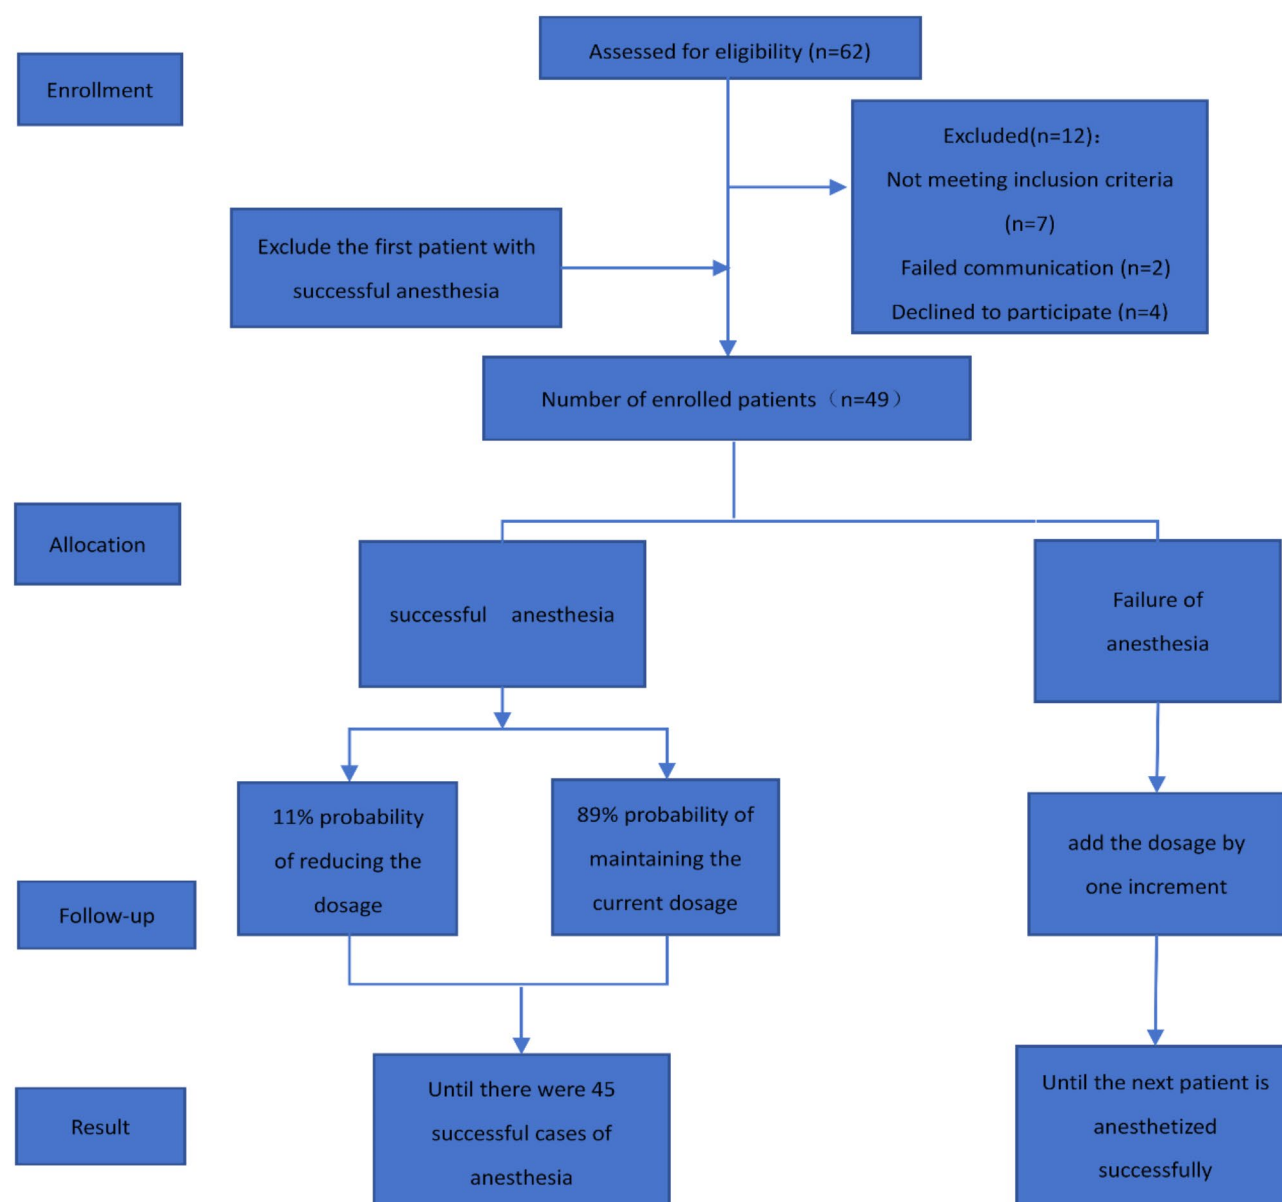 Assessed for eligibility (n=62)
Enrollment
Excluded(n=12)：
Not meeting inclusion criteria
(n=7)
Failed communication (n=2)
Declined to participate (n=4)
Exclude the first patient with
successful anesthesia
Number of enrolled patients（n=49）
Allocation
successful anesthesia
Failure of
anesthesia
11% probability
of reducing the
dosage
89% probability of
maintaining the
current dosage
add the dosage by
one increment
Follow-up
Until there were 45
successful cases of
anesthesia
Until the next patient is
anesthetized
successfully
Result